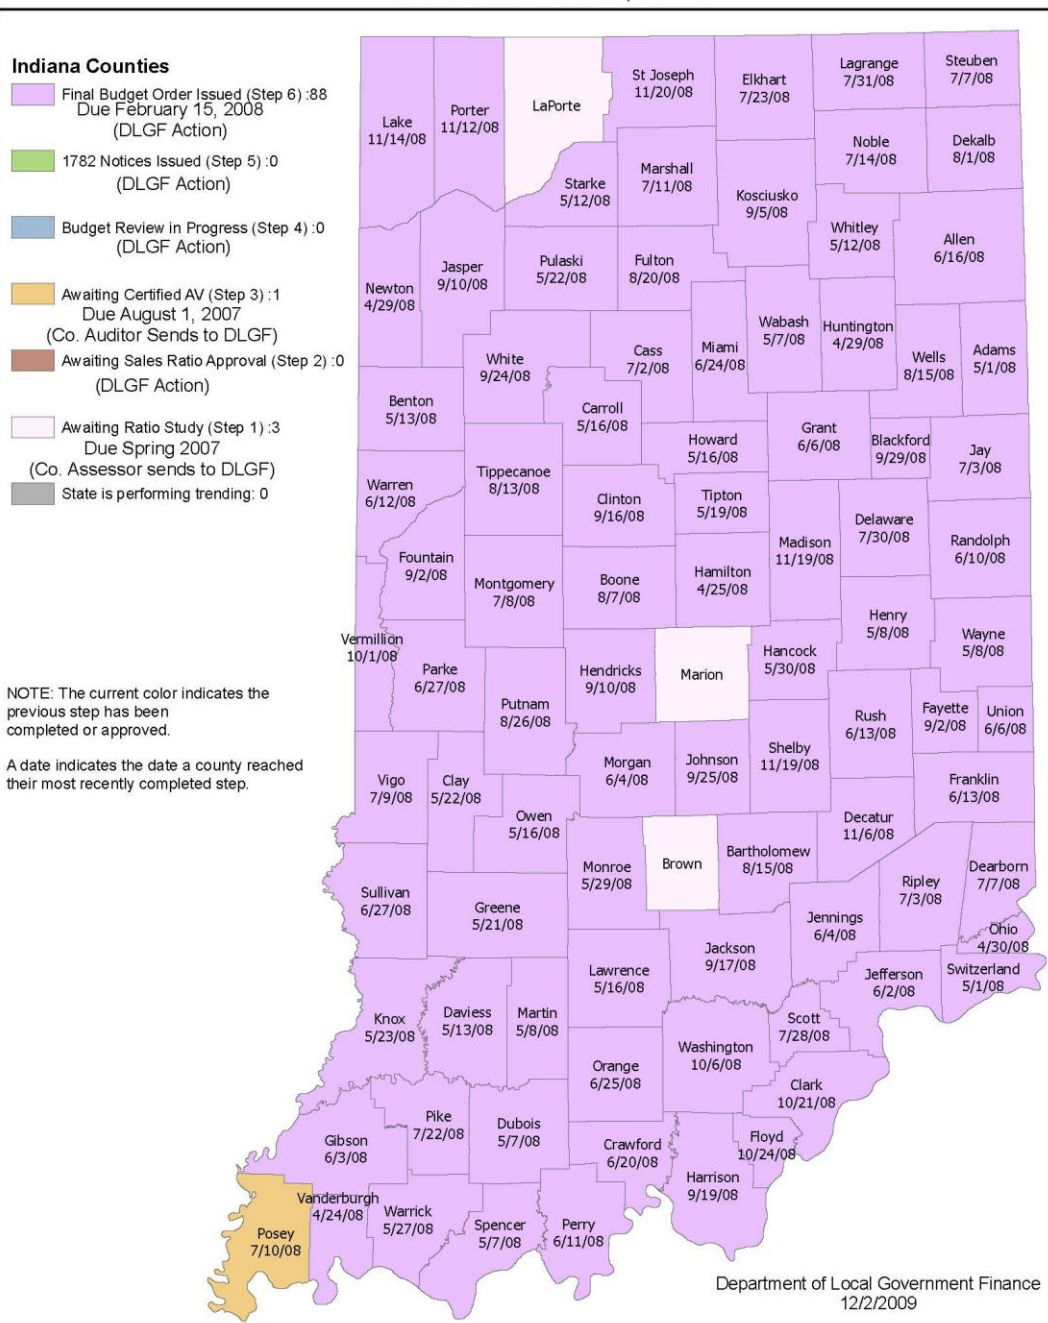 Indiana Counties
Final Budget Order Issued (Step 6) :88
Due February 15, 2008
(DLGF Action)
1782 Notices Issued (Step 5) :0
(DLGF Action)
Budget Review in Progress (Step 4) :0
(DLGF Action)
Awaiting Certified AV (Step 3) :1
Due August 1, 2007
(Co. Auditor Sends to DLGF)
Awaiting Sales Ratio Approval (Step 2) :0
(DLGF Action)
Awaiting Ratio Study (Step 1) :3
Due Spring 2007
(Co. Assessor sends to DLGF)
State is performing trending: 0
NOTE: The current color indicates the
previous step has been
completed or approved.
A date indicates the date a county reached
their most recently completed step.
Lake
11/14/08
Porter
11/12/08
LaPorte
St Joseph
11/20/08
Elkhart
7/23/08
Lagrange
7/31/08
Steuben
7/7/08
Noble
7/14/08
Dekalb
8/1/08
Starke
5/12/08
Marshall
7/11/08
Kosciusko
9/5/08
Whitley
5/12/08
Allen
6/16/08
Newton
4/29/08
Jasper
9/10/08
Pulaski
5/22/08
Fulton
8/20/08
White
9/24/08
Cass
7/2/08
Miami
6/24/08
Wabash
5/7/08
Huntington
4/29/08
Wells
8/15/08
Adams
5/1/08
Benton
5/13/08
Carroll
5/16/08
Howard
5/16/08
Grant
6/6/08
Blackford
9/29/08
Jay
7/3/08
Warren
6/12/08
Tippecanoe
8/13/08
Clinton
9/16/08
Tipton
5/19/08
Madison
11/19/08
Delaware
7/30/08
Randolph
6/10/08
Fountain
9/2/08
Montgomery
7/8/08
Boone
8/7/08
Hamilton
4/25/08
Henry
5/8/08
Wayne
5/8/08
Vermillion
10/1/08
Parke
6/27/08
Putnam
8/26/08
Hendricks
9/10/08
Marion
Hancock
5/30/08
Rush
6/13/08
Fayette
9/2/08
Union
6/6/08
Vigo
7/9/08
Clay
5/22/08
Owen
5/16/08
Morgan
6/4/08
Johnson
9/25/08
Shelby
11/19/08
Decatur
11/6/08
Franklin
6/13/08
Sullivan
6/27/08
Greene
5/21/08
Monroe
5/29/08
Brown
Bartholomew
8/15/08
Jennings
6/4/08
Ripley
7/3/08
Dearborn
7/7/08
Ohio
4/30/08
Knox
5/23/08
Daviess
5/13/08
Martin
5/8/08
Lawrence
5/16/08
Jackson
9/17/08
Jefferson
6/2/08
Switzerland
5/1/08
Orange
6/25/08
Washington
10/6/08
Scott
7/28/08
Clark
10/21/08
Gibson
6/3/08
Pike
7/22/08
Dubois
5/7/08
Crawford
6/20/08
Harrison
9/19/08
Floyd
10/24/08
Posey
7/10/08
Vanderburgh
4/24/08
Warrick
5/27/08
Spencer
5/7/08
Perry
6/11/08
Department of Local Government Finance
12/2/2009